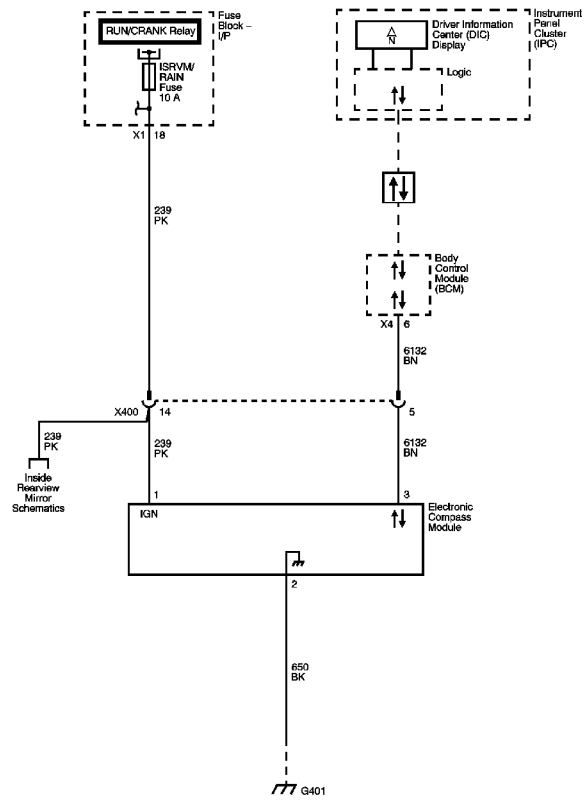 Fuse
Block –
I/P
RUN/CRANK Relay
ISRVM/
RAIN
Fuse
10 A
X1 18
Driver Information
Center (DIC)
Display
N
Instrument
Panel
Cluster
(IPC)
Logic
239
PK
Body
Control
Module
(BCM)
X4 6
6132
BN
X400 14
5
239
PK
239
PK
6132
BN
Inside
Rearview
Mirror
Schematics
1
3
IGN
Electronic
Compass
Module
2
650
BK
G401